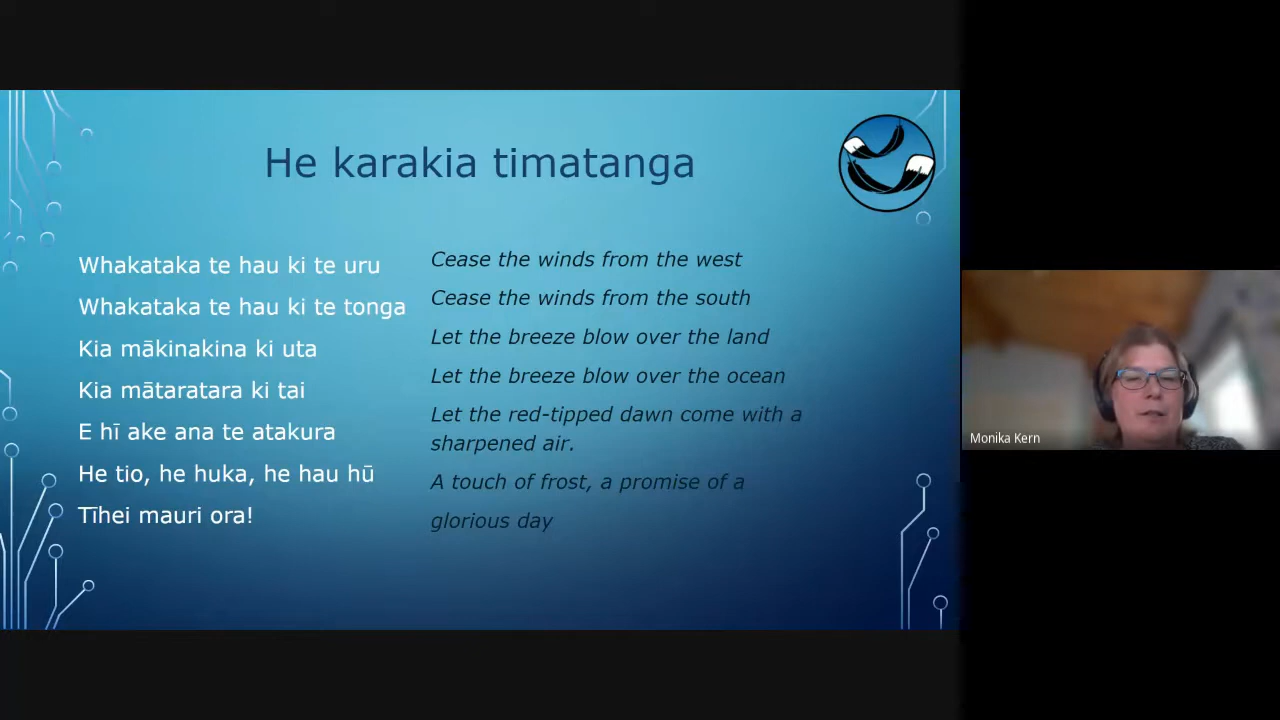 He karakia timatanga
Whakataka te hau ki te uru
Whakataka te hau ki te tonga
Kia mākinakina ki uta
Kia mātaratara ki tai
E hī ake ana te atakura
He tio, he huka, he hau hū
Tīhei mauri ora!
Cease the winds from the west
Cease the winds from the south
Let the breeze blow over the land
Let the breeze blow over the ocean
Let the red-tipped dawn come with a
sharpened air.
A touch of frost, a promise of a
glorious day
Monika Kern